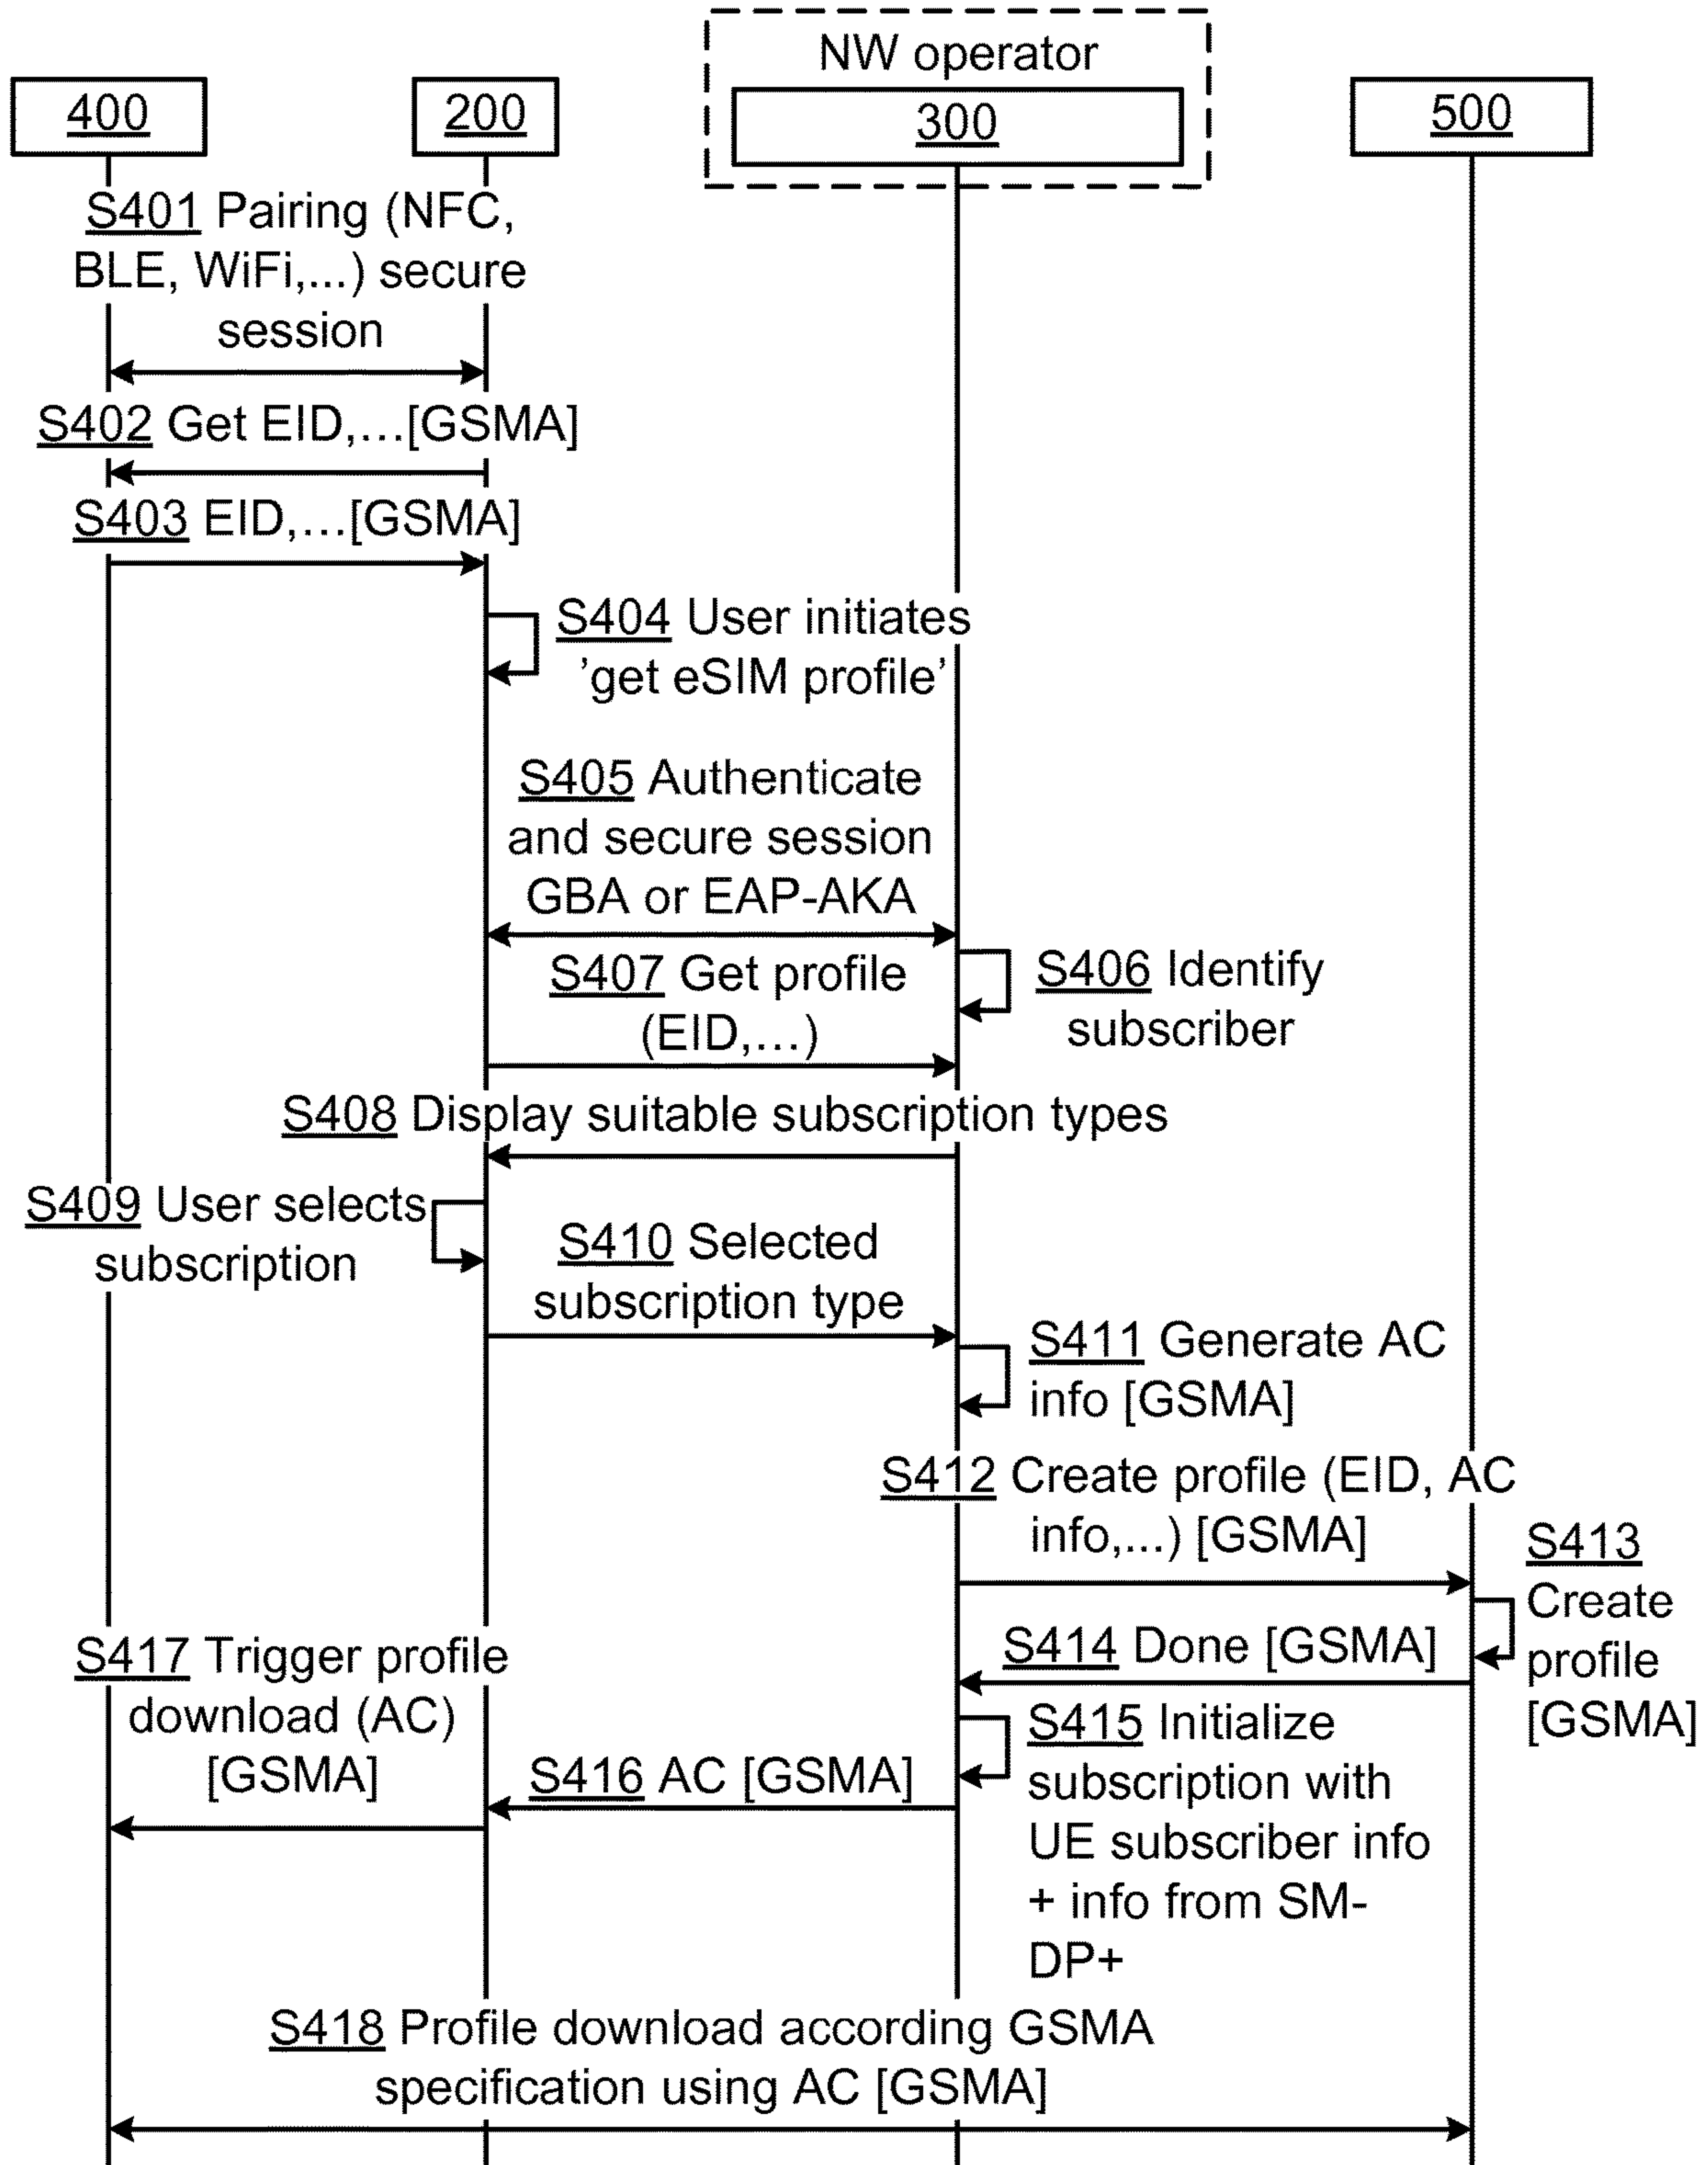 NW operator
400
200
300
500
S401 Pairing (NFC,
BLE, WiFi,...) secure
session
S402 Get EID,...[GSMA]
S403 EID,...[GSMA]
S404 User initiates
'get eSIM profile'
S405 Authenticate
and secure session
GBA or EAP-AKA
S406 Identify
subscriber
S407 Get profile
(EID,...)
S408 Display suitable subscription types
S409 User selects
subscription
S410 Selected
subscription type
S411 Generate AC
info [GSMA]
S412 Create profile (EID, AC
info,...) [GSMA]
S413
Create
profile
[GSMA]
S414 Done [GSMA]
S415 Initialize
subscription with
UE subscriber info
+ info from SM-
DP+
S416 AC [GSMA]
S417 Trigger profile
download (AC)
[GSMA]
S418 Profile download according GSMA
specification using AC [GSMA]